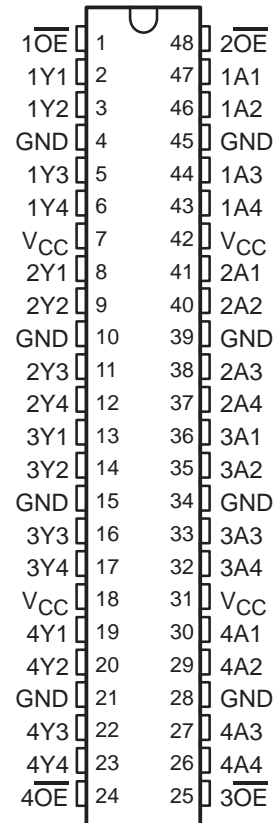 1O̅E̅ 1 48 2O̅E̅
1Y1 2 47 1A1
1Y2 3 46 1A2
GND 4 45 GND
1Y3 5 44 1A3
1Y4 6 43 1A4
VCC 7 42 VCC
2Y1 8 41 2A1
2Y2 9 40 2A2
GND 10 39 GND
2Y3 11 38 2A3
2Y4 12 37 2A4
3Y1 13 36 3A1
3Y2 14 35 3A2
GND 15 34 GND
3Y3 16 33 3A3
3Y4 17 32 3A4
VCC 18 31 VCC
4Y1 19 30 4A1
4Y2 20 29 4A2
GND 21 28 GND
4Y3 22 27 4A3
4Y4 23 26 4A4
4O̅E̅ 24 25 3O̅E̅